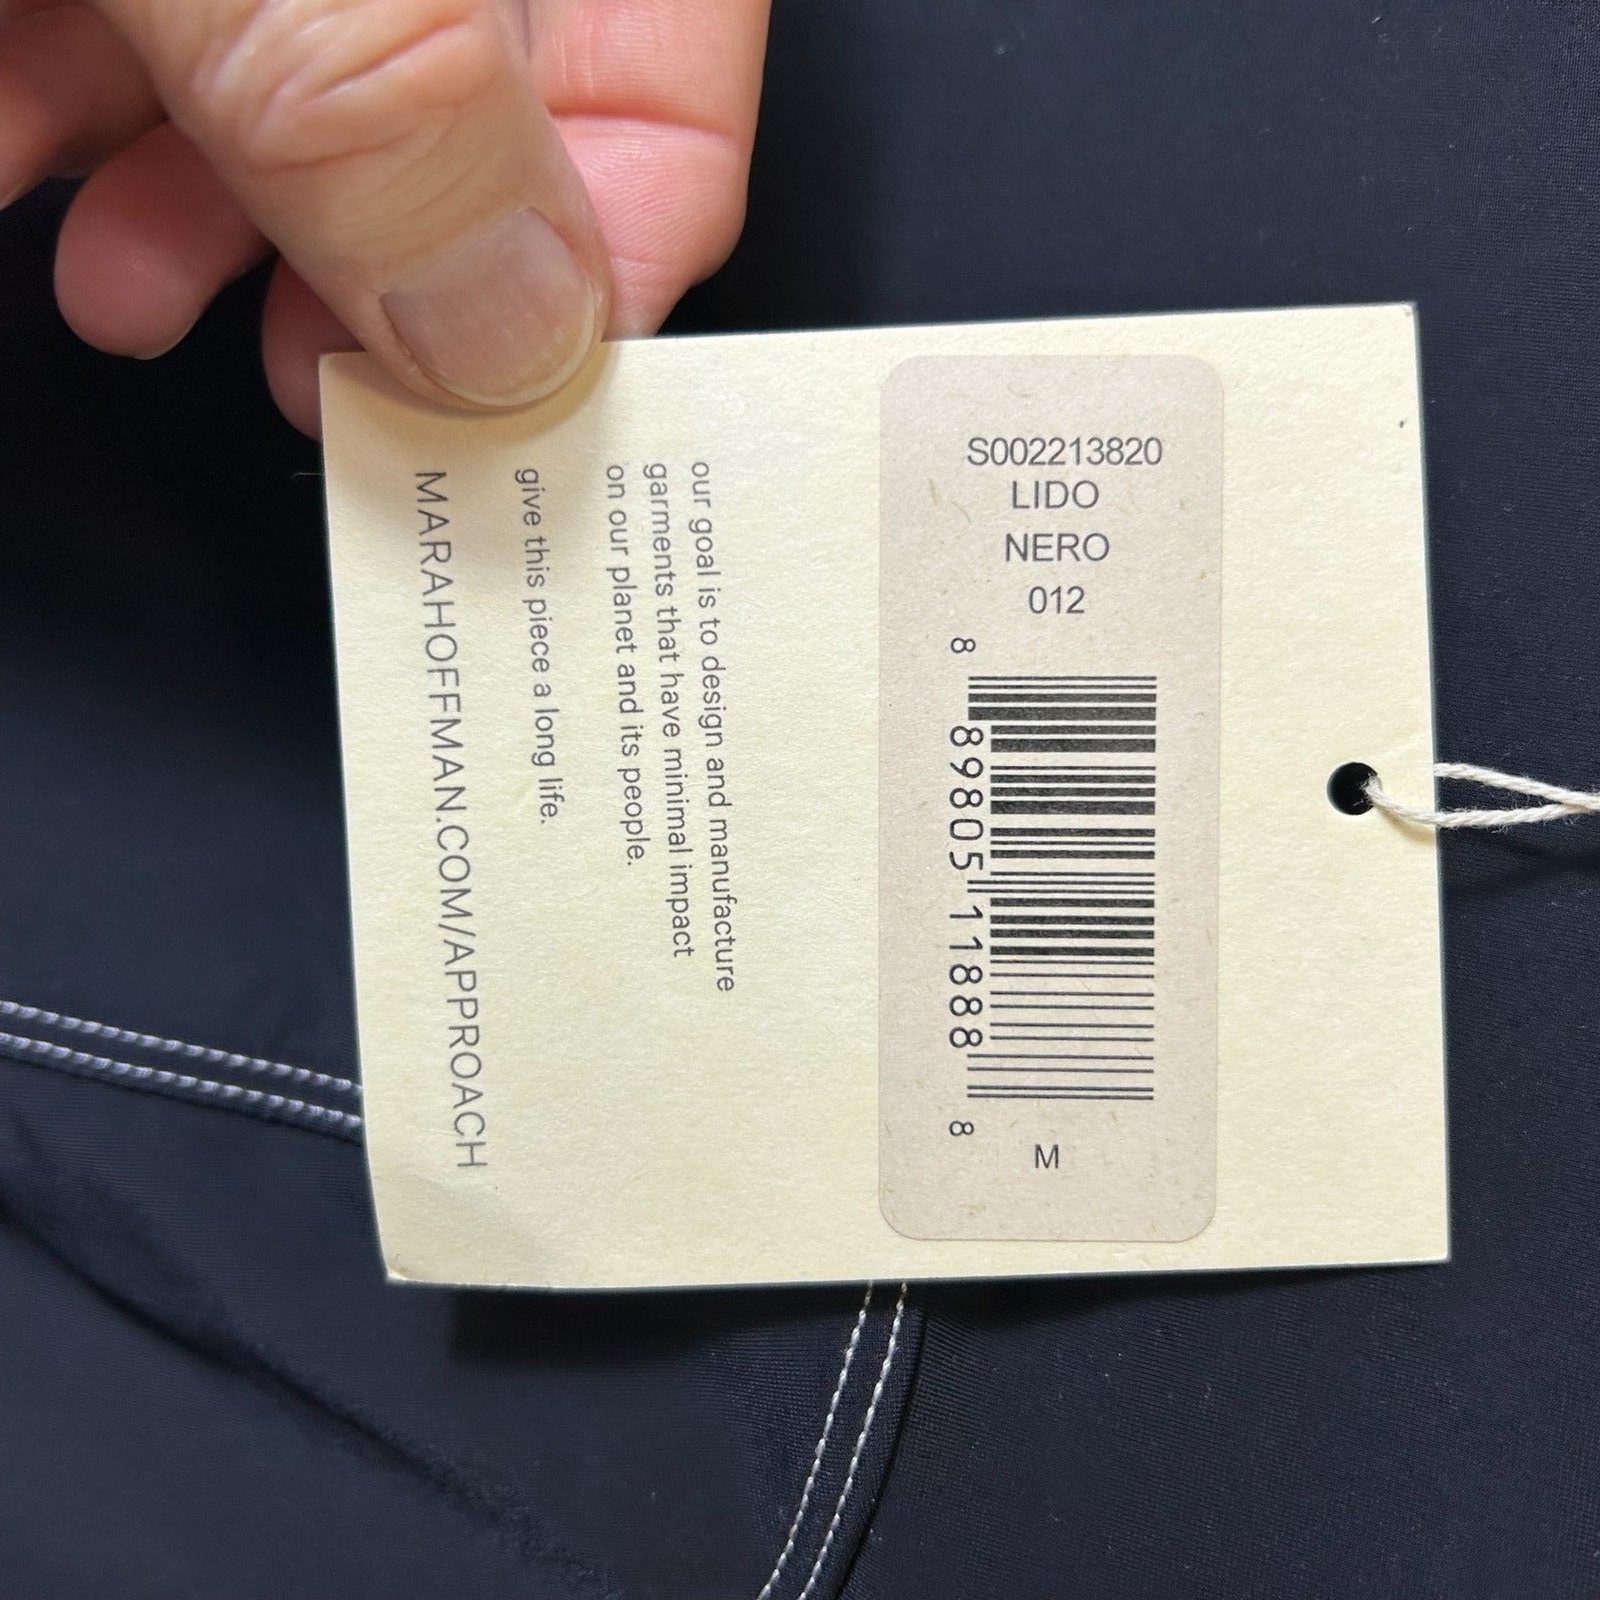 S002213820
LIDO
NERO
012
8 89805 11888 8
M
our goal is to design and manufacture
garments that have minimal impact
on our planet and its people.
give this piece a long life.
MARAHOFFMAN.COM/APPROACH